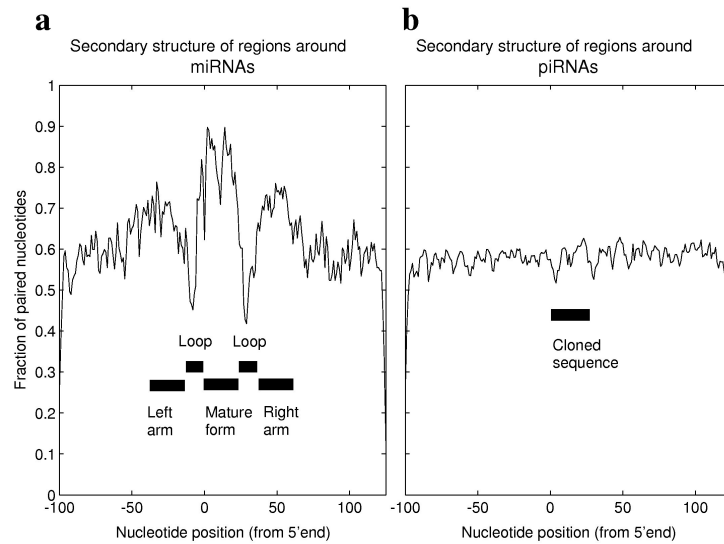 a
Secondary structure of regions around
miRNAs
b
Secondary structure of regions around
piRNAs
Fraction of paired nucleotides
1
0.9
0.8
0.7
0.6
0.5
0.4
0.3
0.2
0.1
0
Loop
Loop
Left
arm
Mature
form
Right
arm
-100
-50
0
50
100
Nucleotide position (from 5'end)
Cloned
sequence
-100
-50
0
50
100
Nucleotide position (from 5'end)